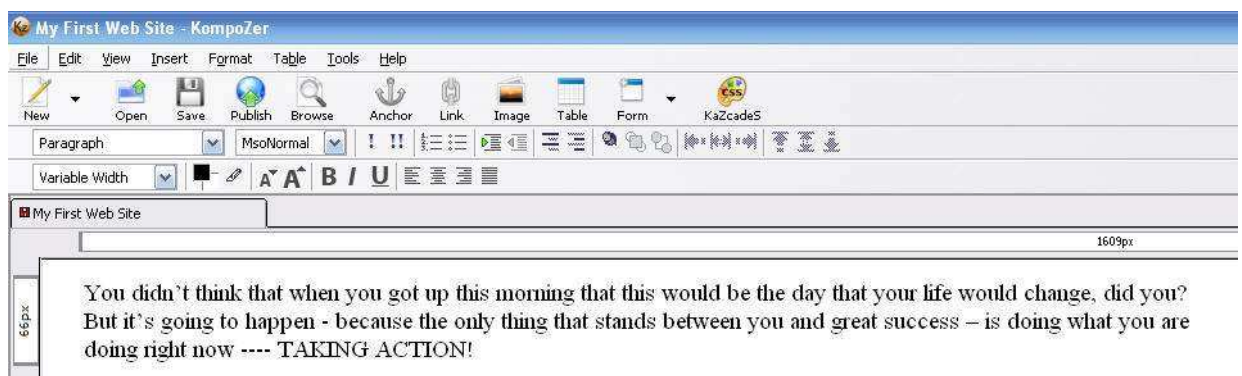 My First Web Site - KompoZer
File Edit View Insert Format Table Tools Help
New Open Save Publish Browse Anchor Link Image Table Form KaZcadeS
Paragraph MsoNormal
Variable Width
My First Web Site
1609px
66px
You didn’t think that when you got up this morning that this would be the day that your life would change, did you?
But it’s going to happen - because the only thing that stands between you and great success – is doing what you are
doing right now ---- TAKING ACTION!